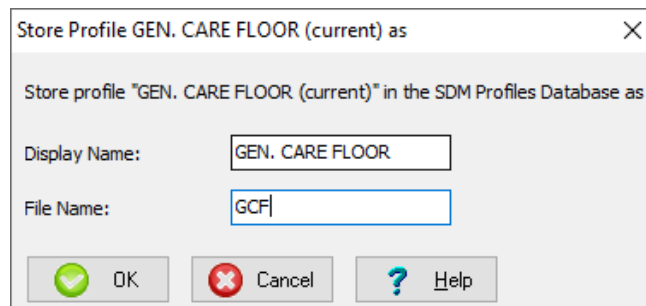 Store Profile GEN. CARE FLOOR (current) as
Store profile "GEN. CARE FLOOR (current)" in the SDM Profiles Database as
Display Name: GEN. CARE FLOOR
File Name: GCF
OK Cancel Help